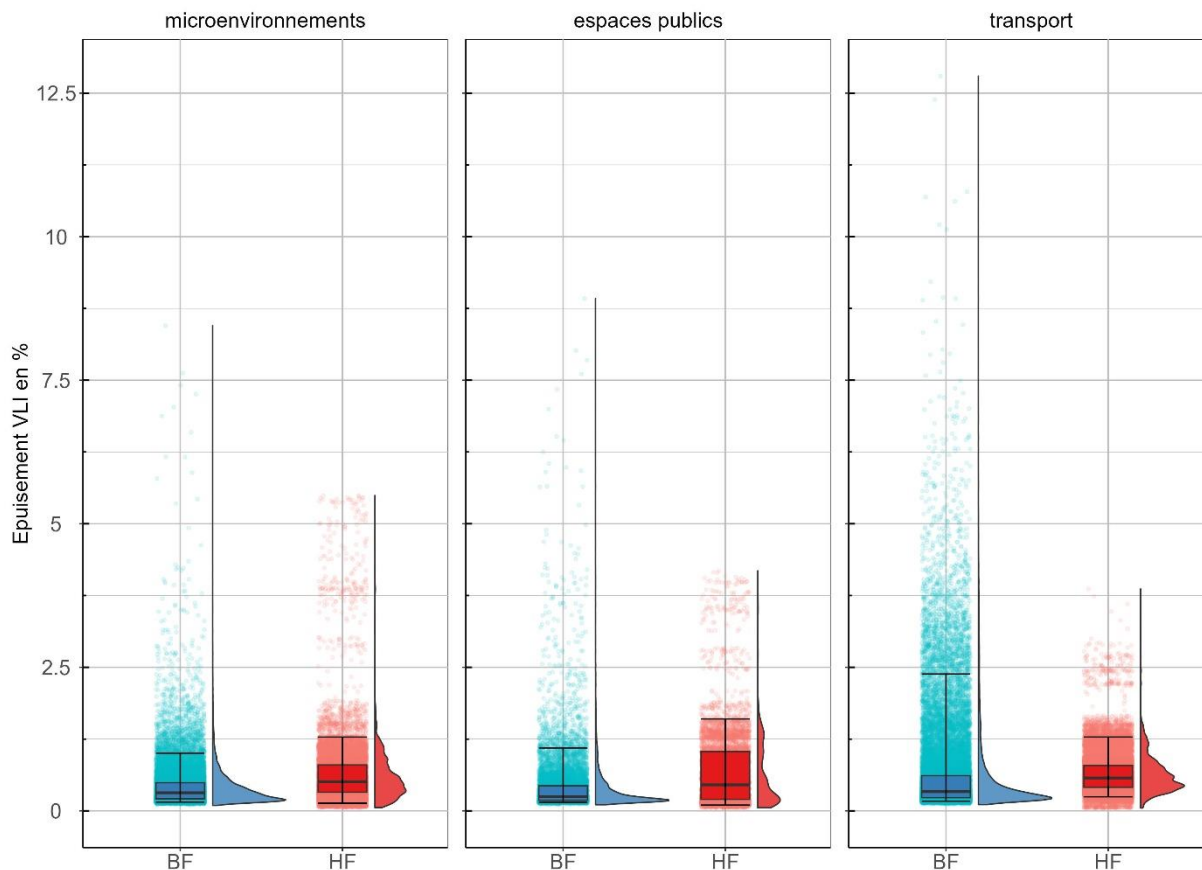 microenvironnements espaces publics transport
Epuisement VLI en %
12.5
10
7.5
5
2.5
0
BF HF BF HF BF HF